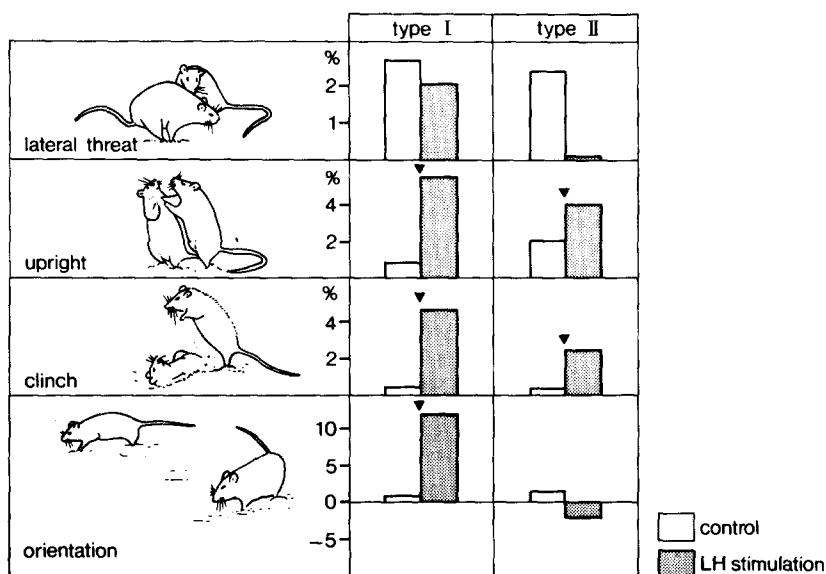 type I type II
%
2
1
lateral threat
%
4
2
upright
%
4
2
clinch
10
5
0
−5
orientation
control
LH stimulation